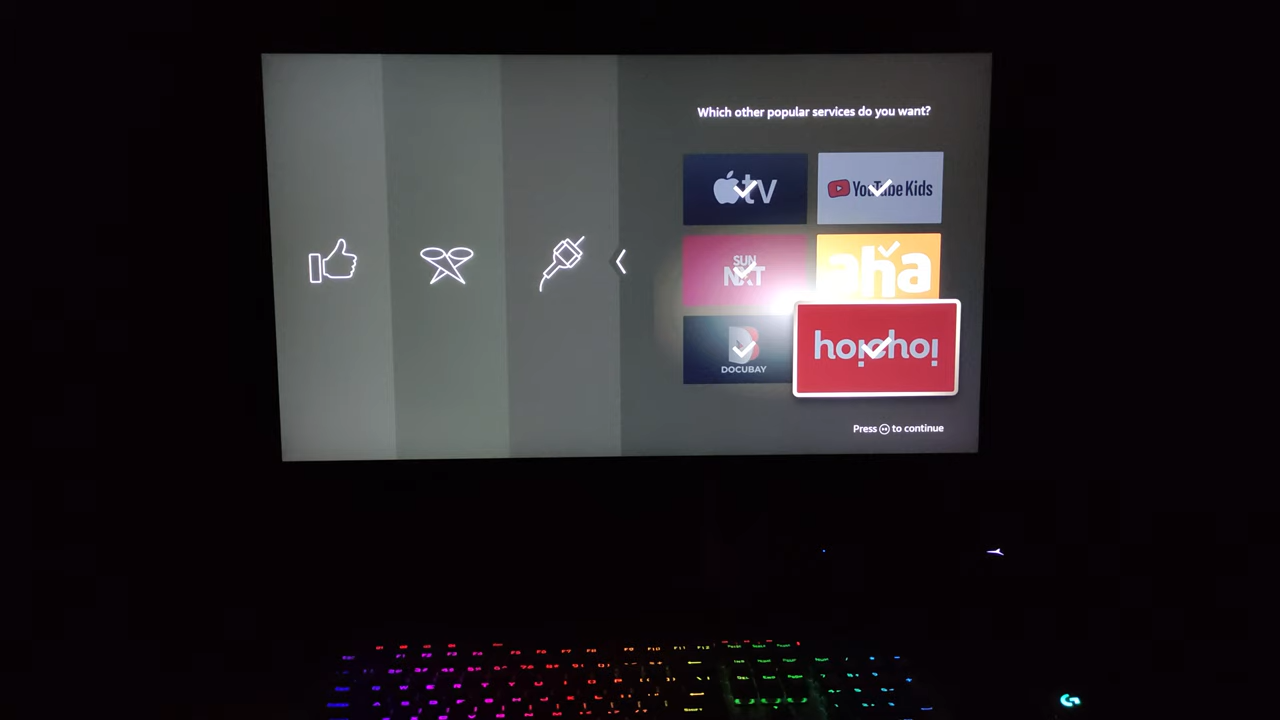 Which other popular services do you want?
tv
YouTube Kids
SUN
NXT
aha
DOCUBAY
hoichoi
Press to continue